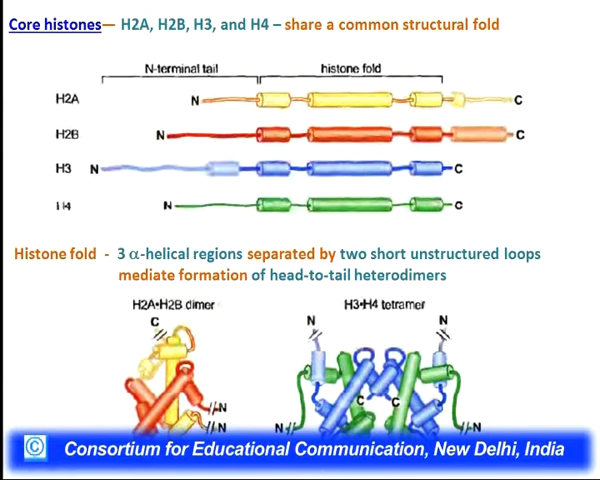 Core histones— H2A, H2B, H3, and H4 – share a common structural fold
N-terminal tail histone fold
H2A N C
H2B N C
H3 N C
H4 N C
Histone fold - 3 α-helical regions separated by two short unstructured loops
mediate formation of head-to-tail heterodimers
H2A•H2B dimer H3•H4 tetramer
C N N
C C
N N N
N
© Consortium for Educational Communication, New Delhi, India